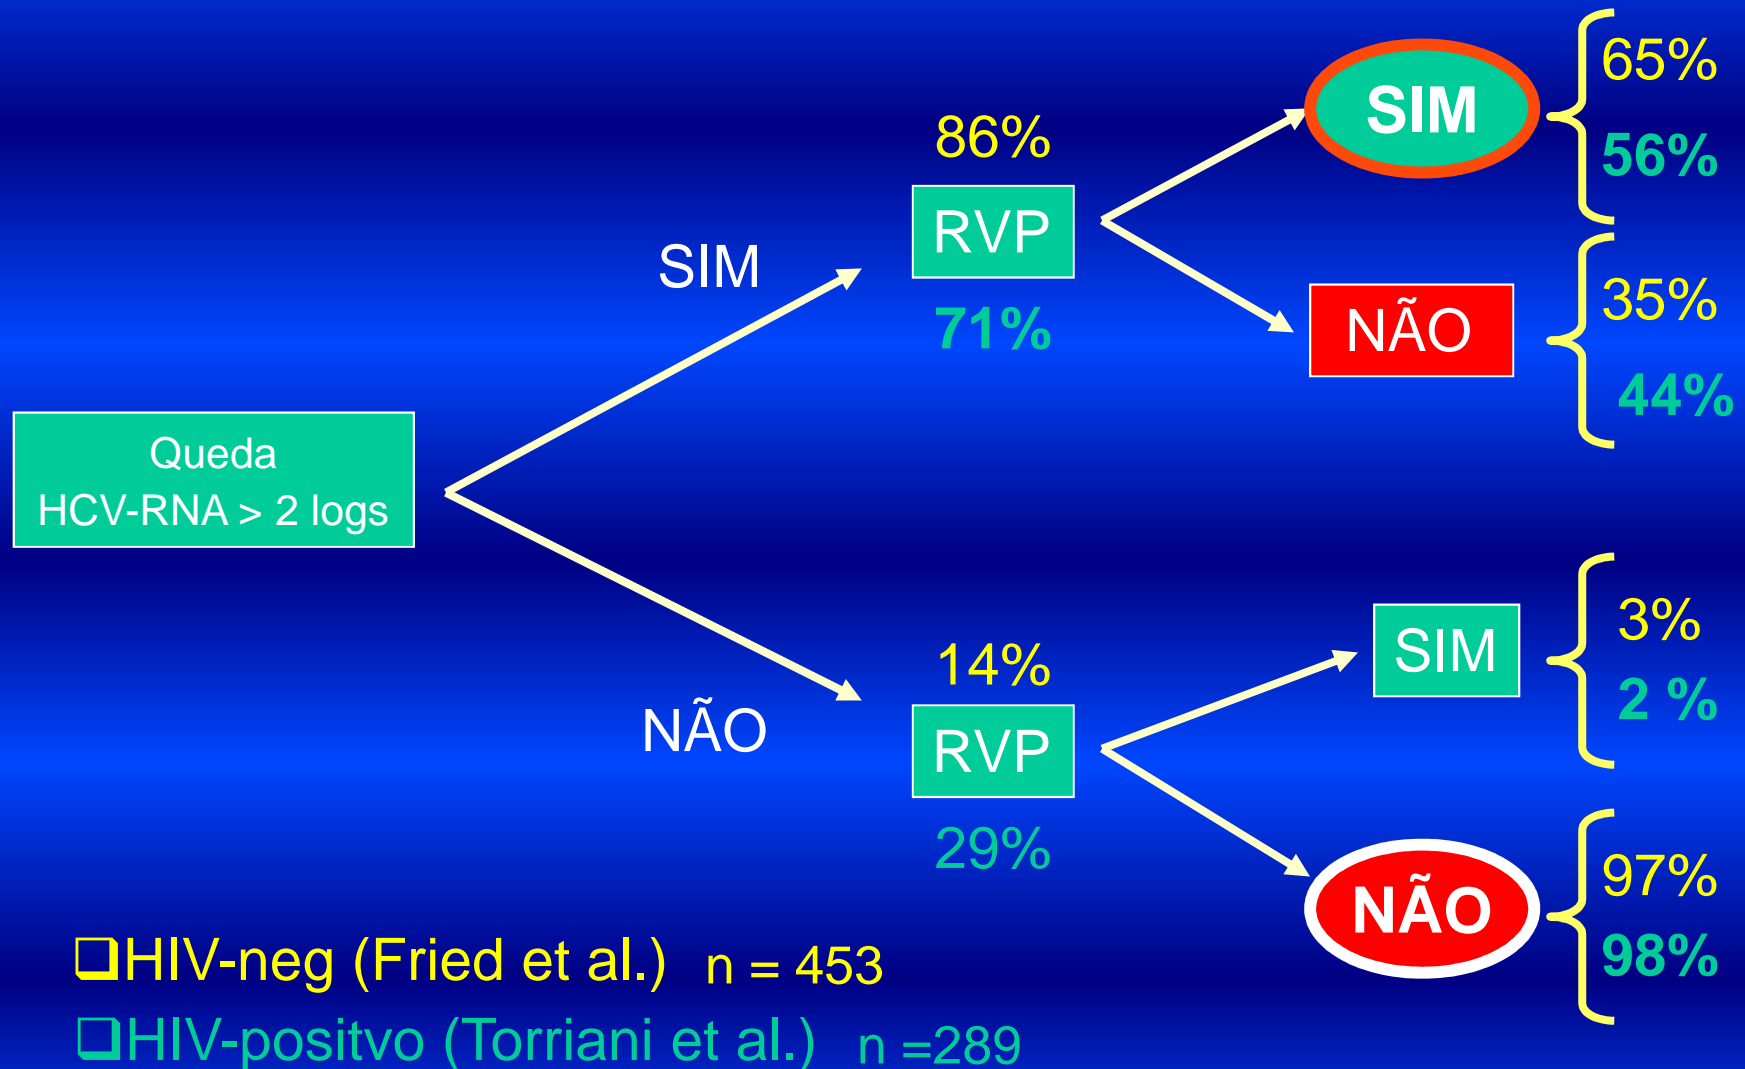 65%
SIM
56%
86%
RVP
SIM
71%
35%
NÃO
44%
Queda
HCV-RNA > 2 logs
3%
SIM
2 %
14%
NÃO
RVP
29%
97%
NÃO
98%
❑HIV-neg (Fried et al.) n = 453
❑HIV-positvo (Torriani et al.) n =289